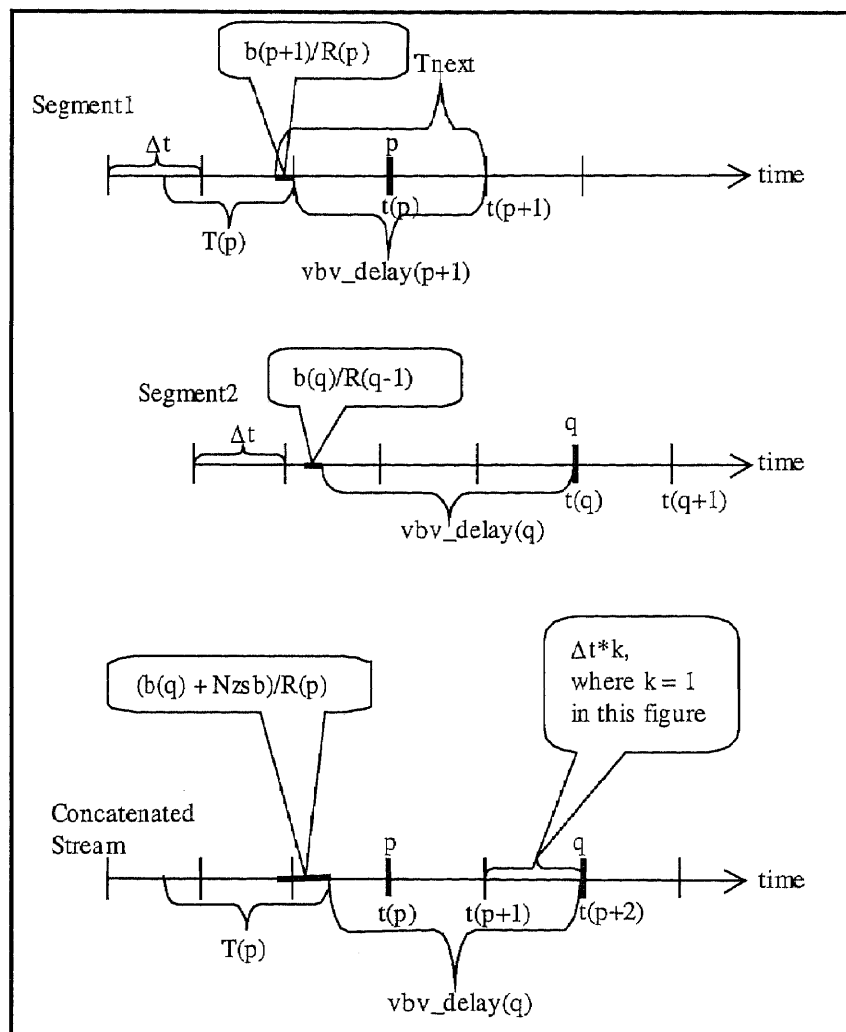 b(p+1)/R(p)
Tnext
Segment1
Δt
p
time
t(p)
t(p+1)
T(p)
vbv_delay(p+1)
b(q)/R(q-1)
Segment2
Δt
q
time
t(q)
t(q+1)
vbv_delay(q)
Δt*k,
where k = 1
in this figure
(b(q) + Nzsb)/R(p)
Concatenated
Stream
p
q
time
t(p)
t(p+1)
t(p+2)
T(p)
vbv_delay(q)